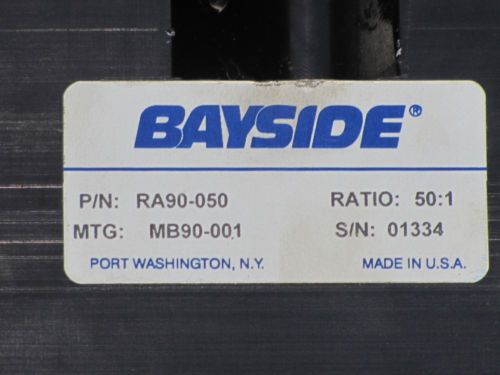 BAYSIDE®
P/N: RA90-050 RATIO: 50:1
MTG: MB90-001 S/N: 01334
PORT WASHINGTON, N.Y. MADE IN U.S.A.